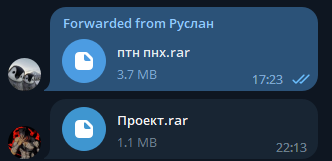 Forwarded from Руслан
птн пнх.rar
3.7 MB
17:23
Проект.rar
1.1 MB
22:13